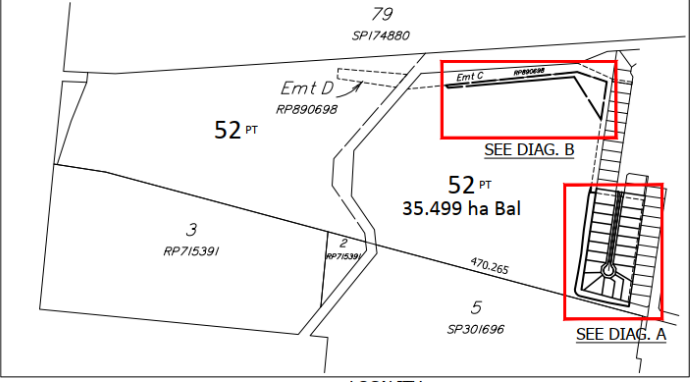 79
SP174880
Emt C RP890698
Emt D
RP890698
52 PT
SEE DIAG. B
52 PT
35.499 ha Bal
3
RP715391
2
RP715391
470.265
5
SP301696
SEE DIAG. A